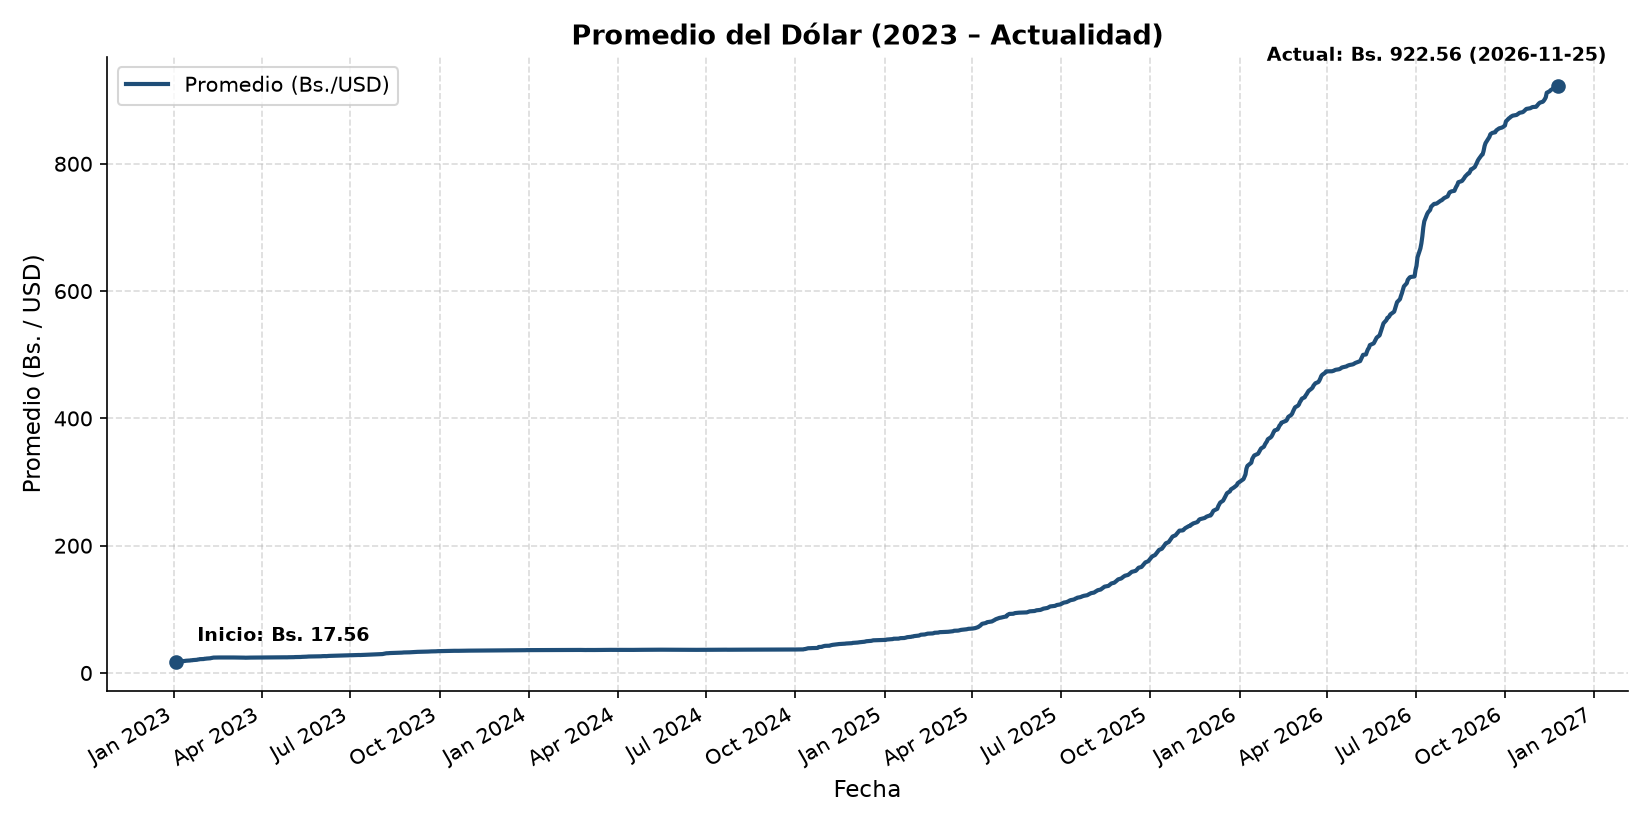 Promedio del Dólar (2023 – Actualidad)
Actual: Bs. 922.56 (2026-11-25)
Promedio (Bs./USD)
Promedio (Bs. / USD)
800
600
400
200
0
Inicio: Bs. 17.56
Jan 2023
Apr 2023
Jul 2023
Oct 2023
Jan 2024
Apr 2024
Jul 2024
Oct 2024
Jan 2025
Apr 2025
Jul 2025
Oct 2025
Jan 2026
Apr 2026
Jul 2026
Oct 2026
Jan 2027
Fecha